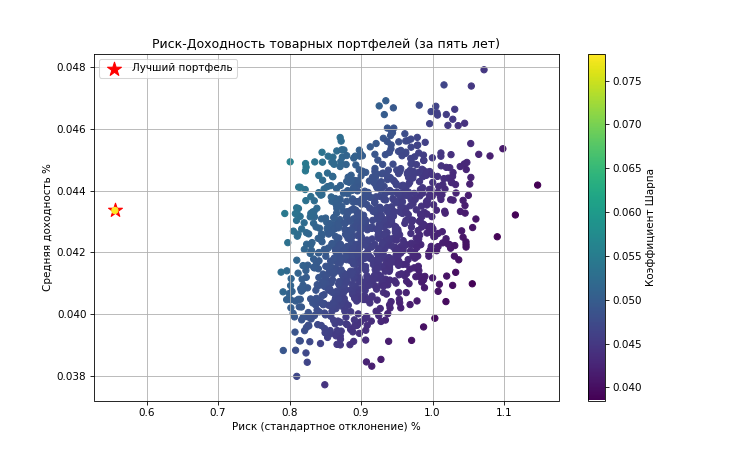 Риск-Доходность товарных портфелей (за пять лет)
Лучший портфель
Средняя доходность %
0.048
0.046
0.044
0.042
0.040
0.038
0.6 0.7 0.8 0.9 1.0 1.1
Риск (стандартное отклонение) %
0.075
0.070
0.065
0.060
0.055
0.050
0.045
0.040
Коэффициент Шарпа